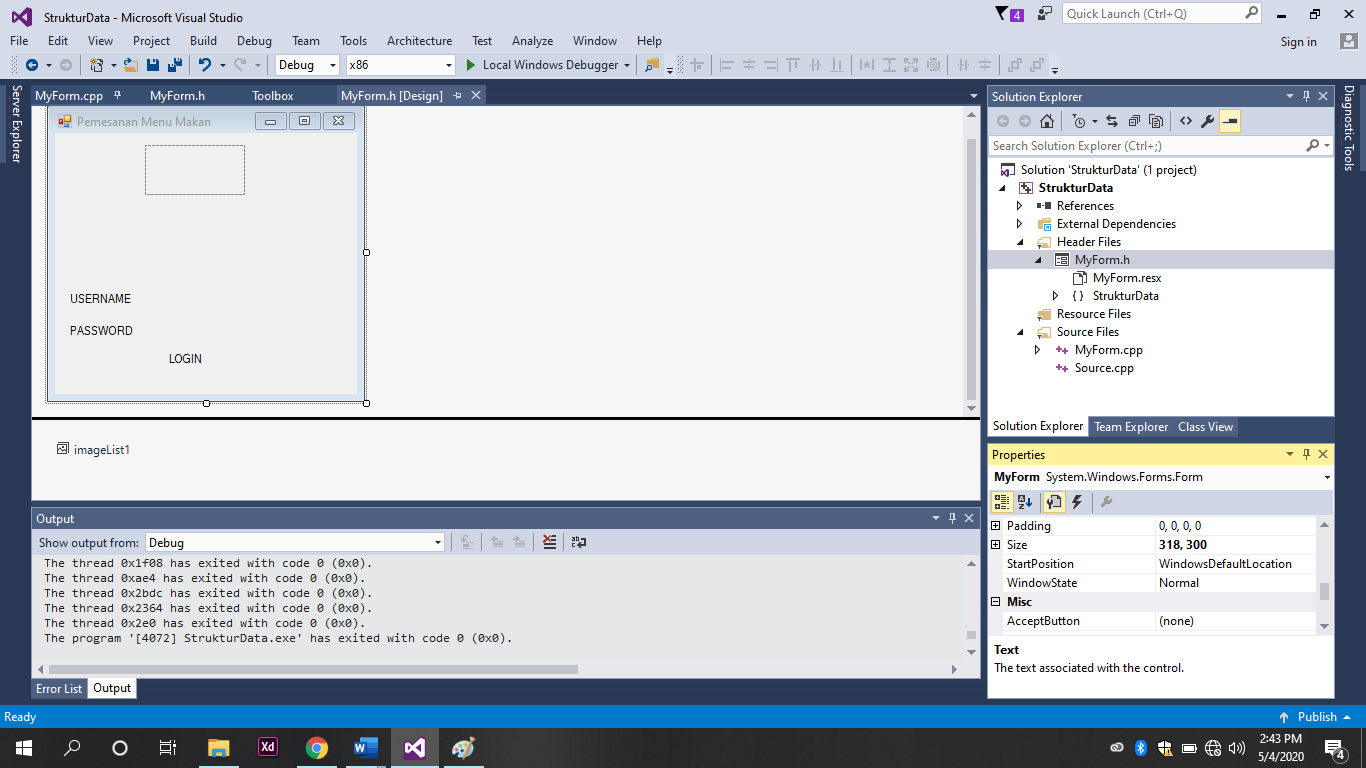 StrukturData - Microsoft Visual Studio
4
Quick Launch (Ctrl+Q)
File Edit View Project Build Debug Team Tools Architecture Test Analyze Window Help
Sign in
Debug x86 Local Windows Debugger
Server Explorer
MyForm.cpp MyForm.h Toolbox MyForm.h [Design]
Pemesanan Menu Makan
USERNAME
PASSWORD
LOGIN
imageList1
Output
Show output from: Debug
The thread 0x1f08 has exited with code 0 (0x0).
The thread 0xae4 has exited with code 0 (0x0).
The thread 0x2bdc has exited with code 0 (0x0).
The thread 0x2364 has exited with code 0 (0x0).
The thread 0x2e0 has exited with code 0 (0x0).
The program '[4072] StrukturData.exe' has exited with code 0 (0x0).
Error List Output
Solution Explorer
Search Solution Explorer (Ctrl+;)
Solution 'StrukturData' (1 project)
StrukturData
References
External Dependencies
Header Files
MyForm.h
MyForm.resx
StrukturData
Resource Files
Source Files
MyForm.cpp
Source.cpp
Solution Explorer Team Explorer Class View
Properties
MyForm System.Windows.Forms.Form
Padding 0, 0, 0, 0
Size 318, 300
StartPosition WindowsDefaultLocation
WindowState Normal
Misc
AcceptButton (none)
Text
The text associated with the control.
Diagnostic Tools
Ready
Publish
Xd
2:43 PM
5/4/2020
4